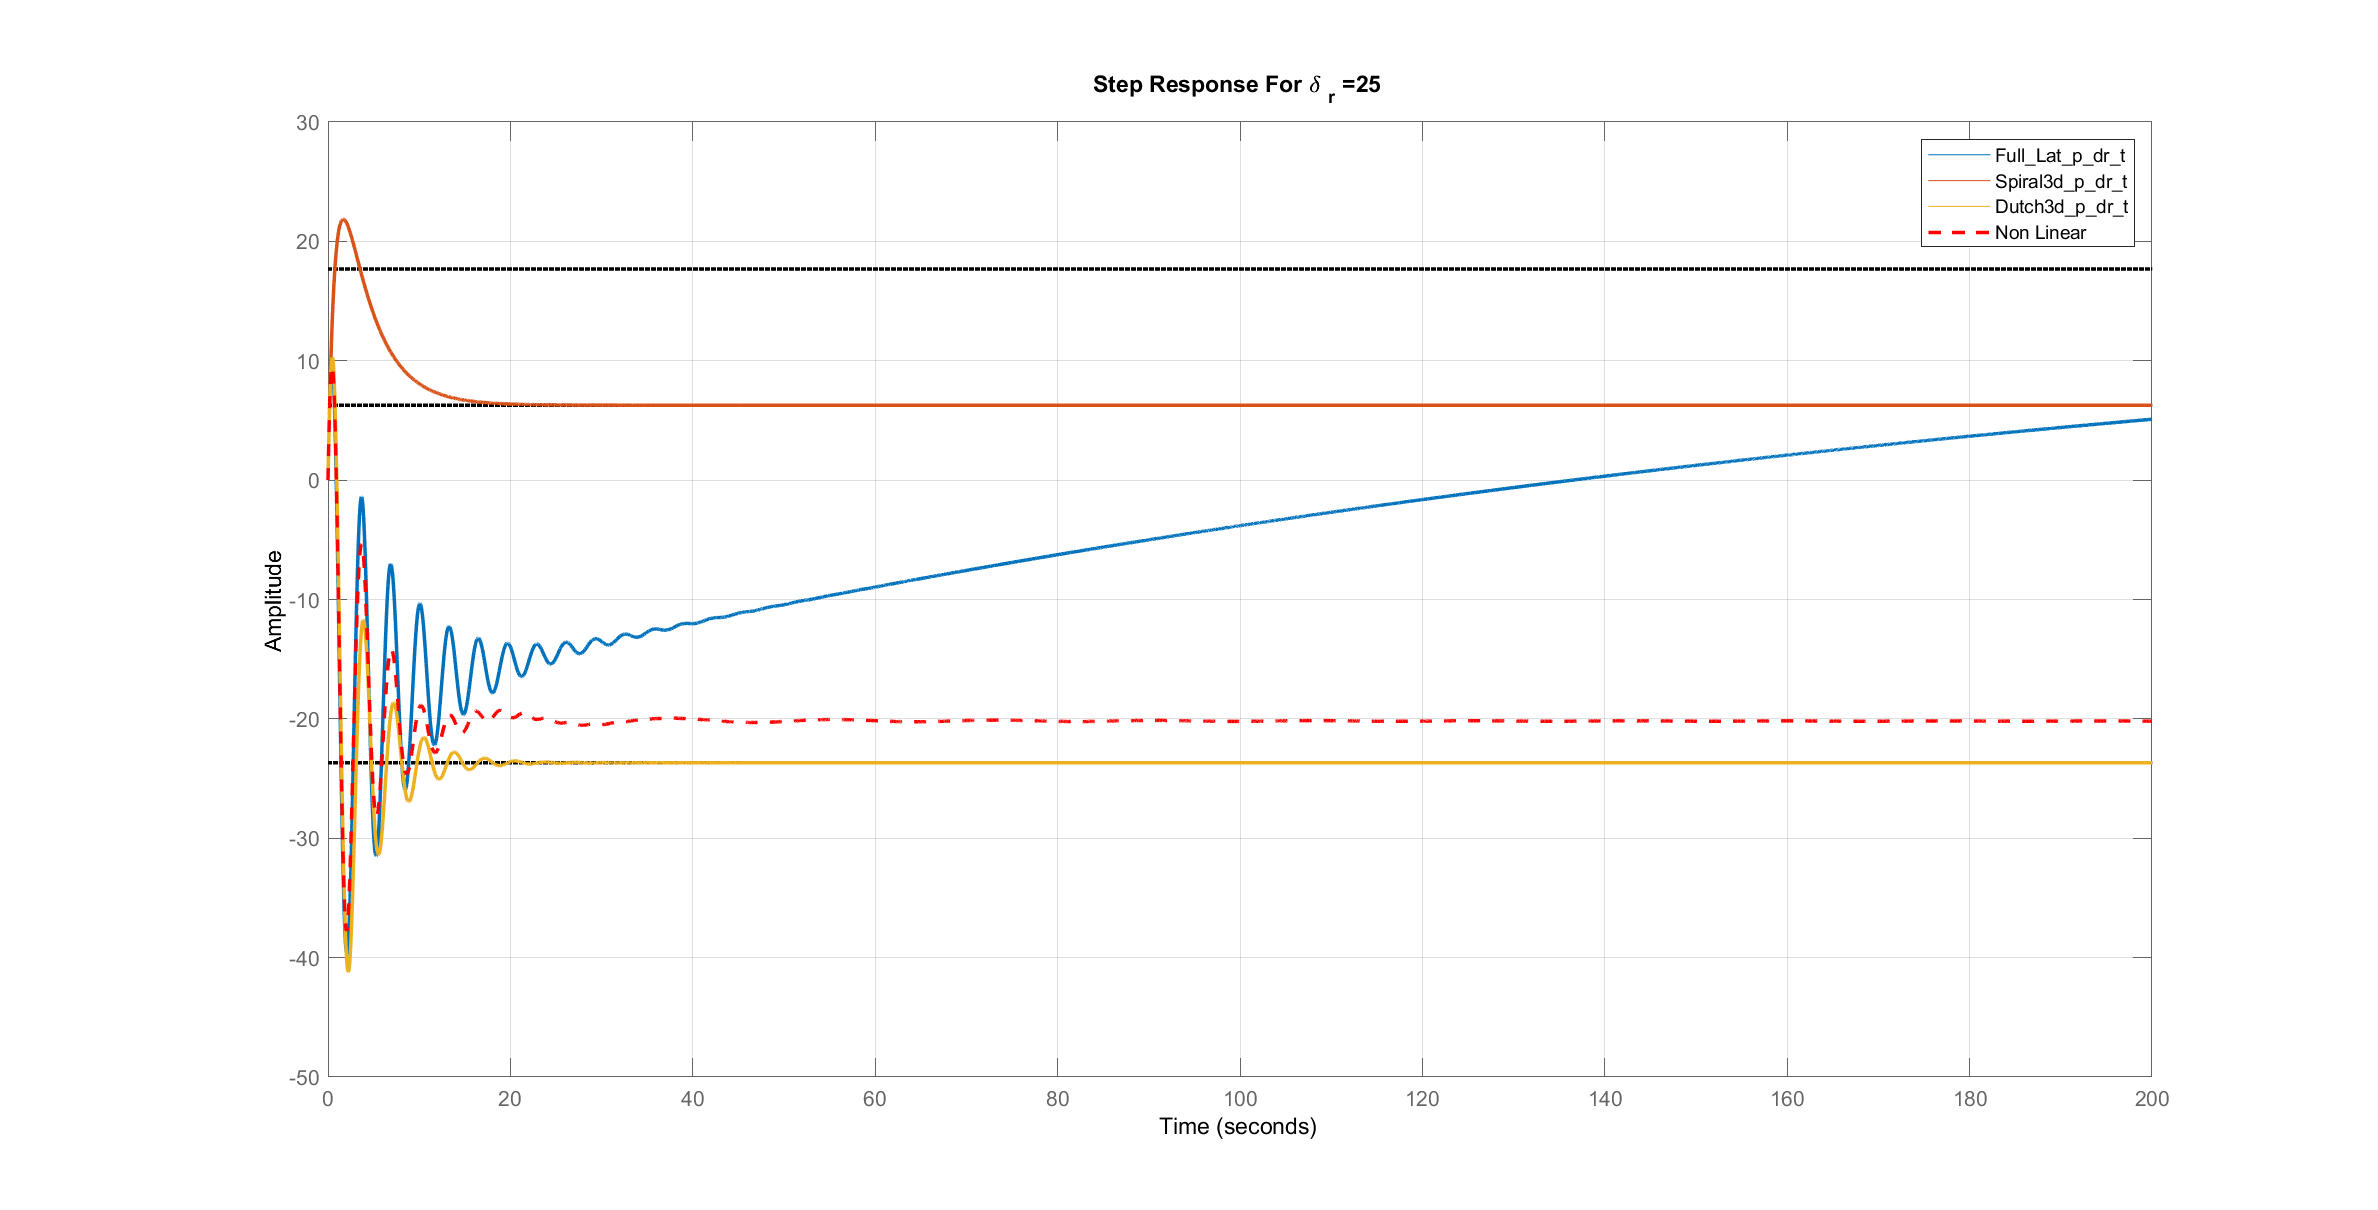 Step Response For δ r =25
30
20
10
0
-10
-20
-30
-40
-50
Amplitude
Full_Lat_p_dr_t
Spiral3d_p_dr_t
Dutch3d_p_dr_t
Non Linear
0 20 40 60 80 100 120 140 160 180 200
Time (seconds)